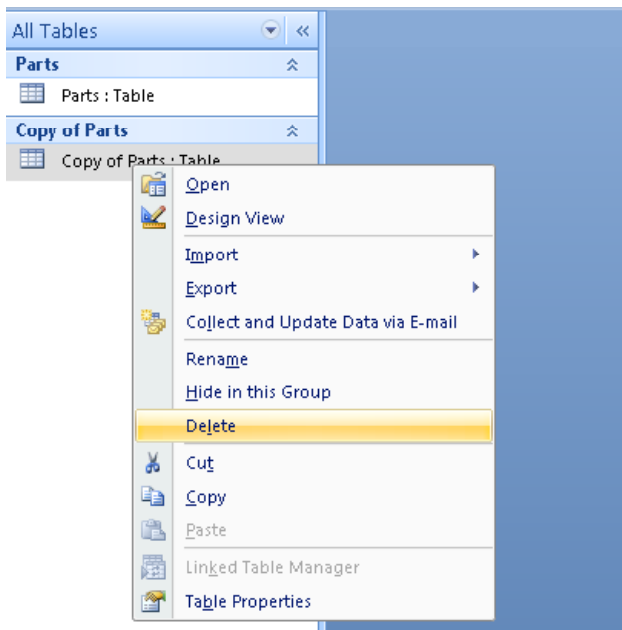 All Tables
Parts
Parts : Table
Copy of Parts
Copy of Parts : Table
Open
Design View
Import
Export
Collect and Update Data via E-mail
Rename
Hide in this Group
Delete
Cut
Copy
Paste
Linked Table Manager
Table Properties